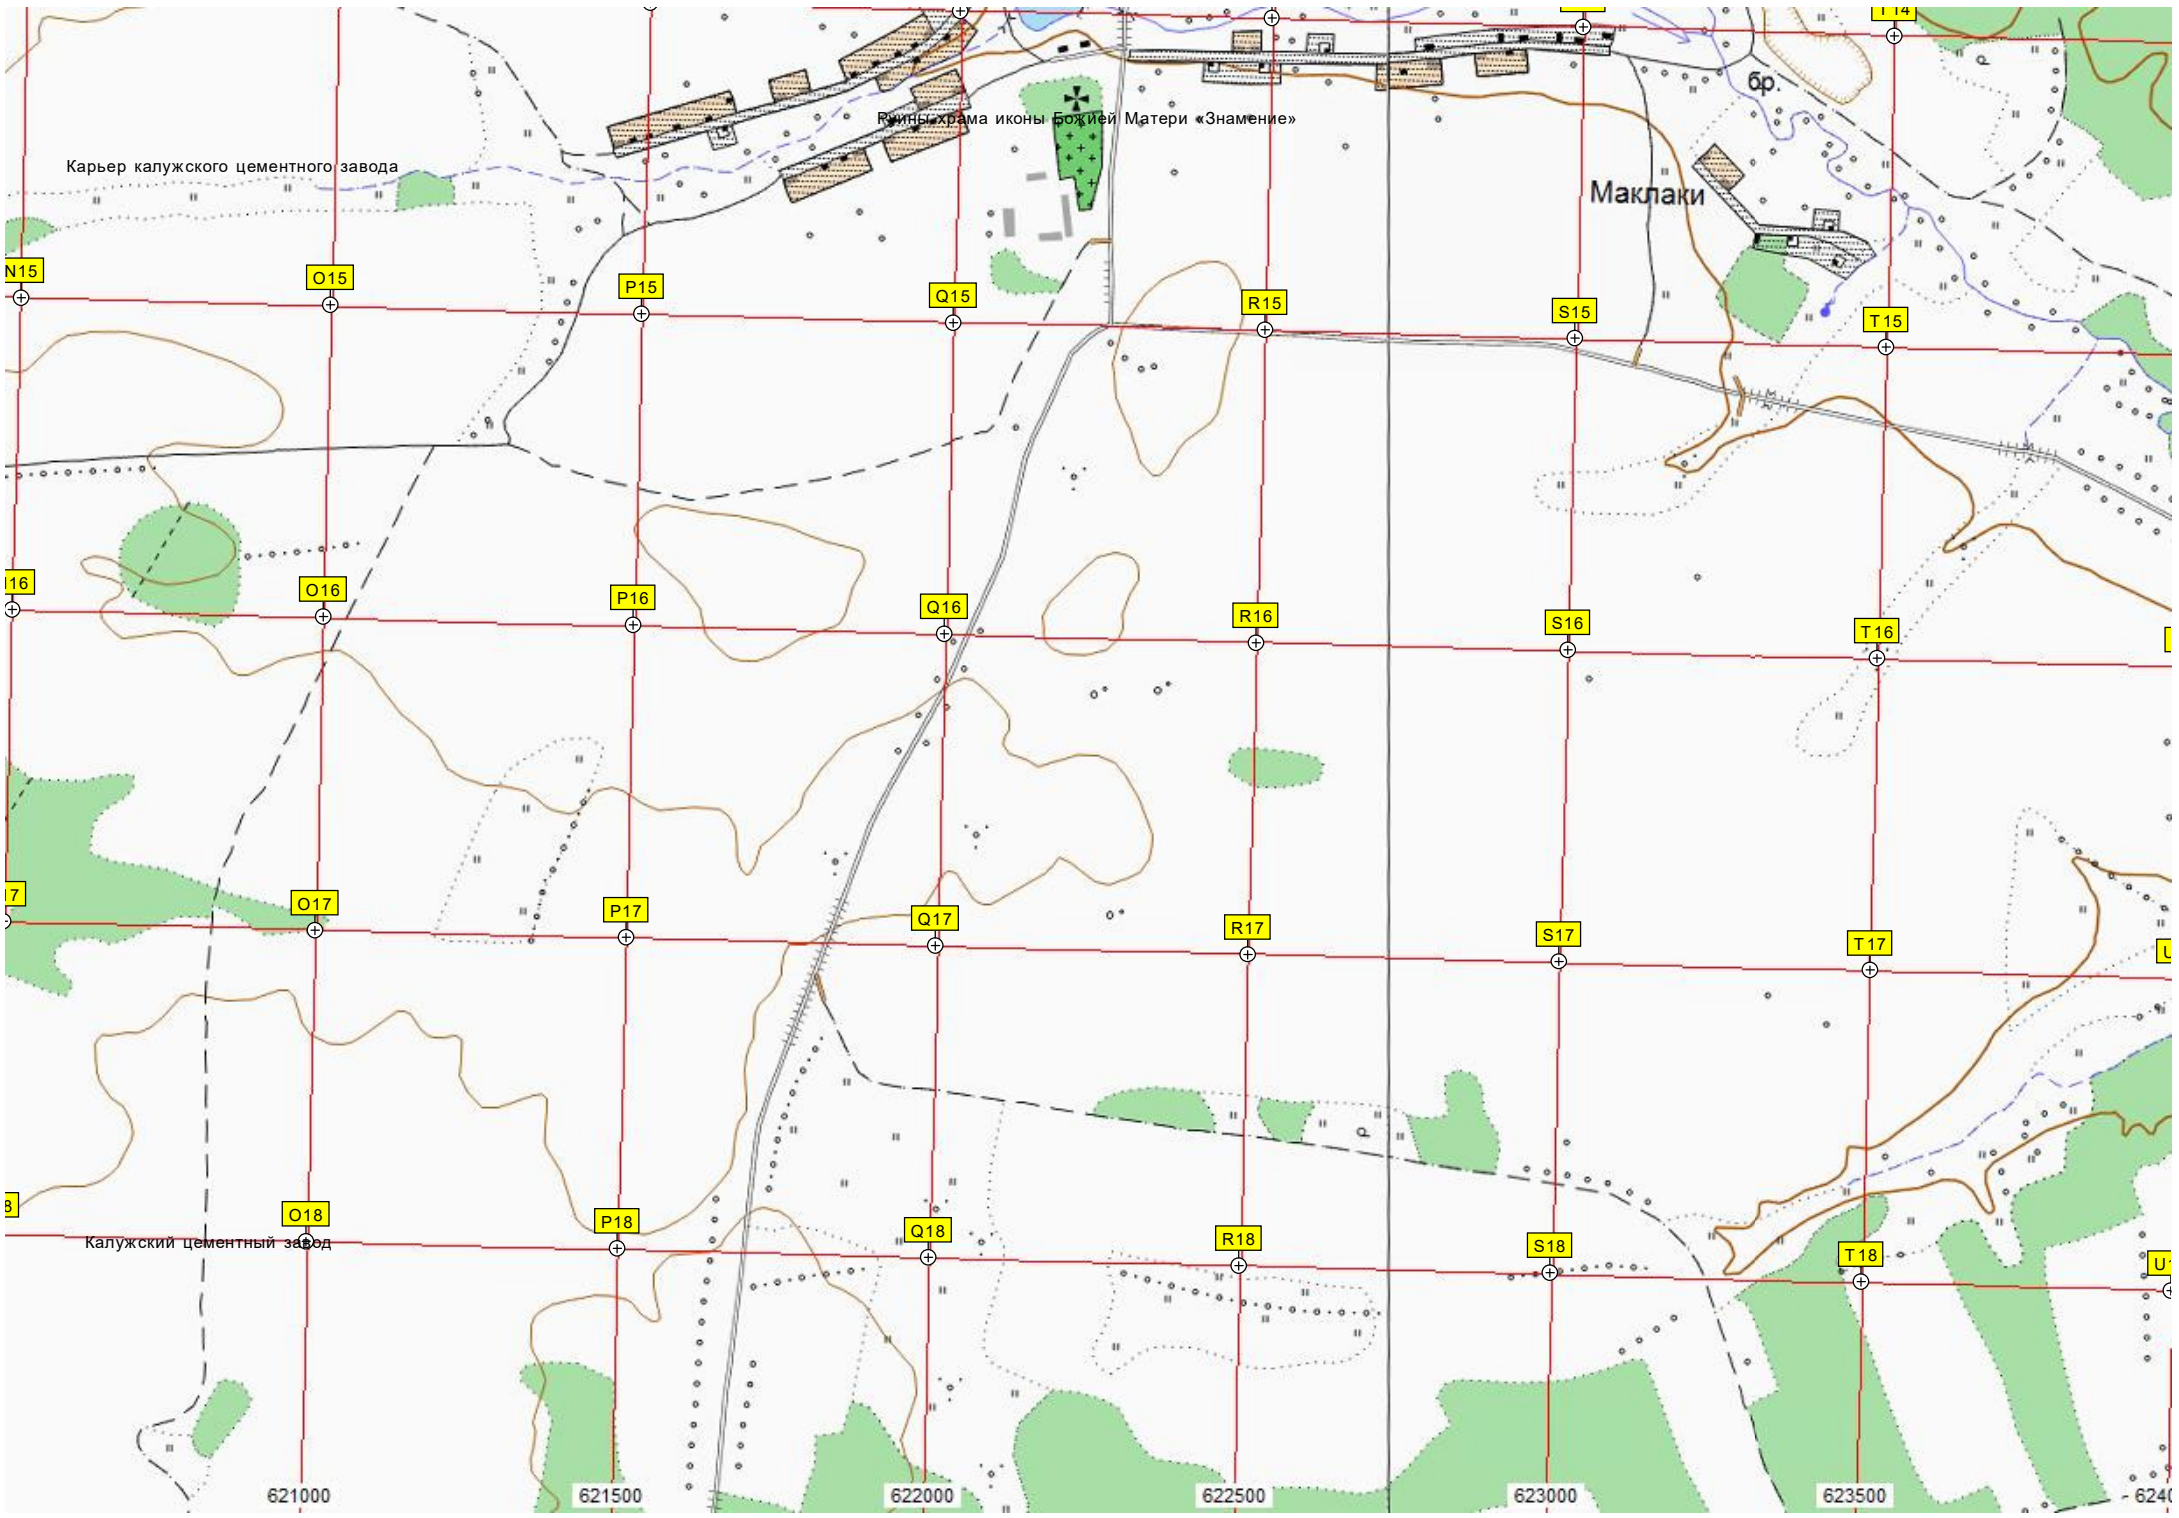 бр.
Руины храма иконы Божией Матери «Знамение»
Карьер калужского цементного завода
Маклаки
N15
O15
P15
Q15
R15
S15
T15
O16
P16
Q16
R16
S16
T16
O17
P17
Q17
R17
S17
T17
O18
P18
Q18
R18
S18
T18
Калужский цементный завод
621000
621500
622000
622500
623000
623500